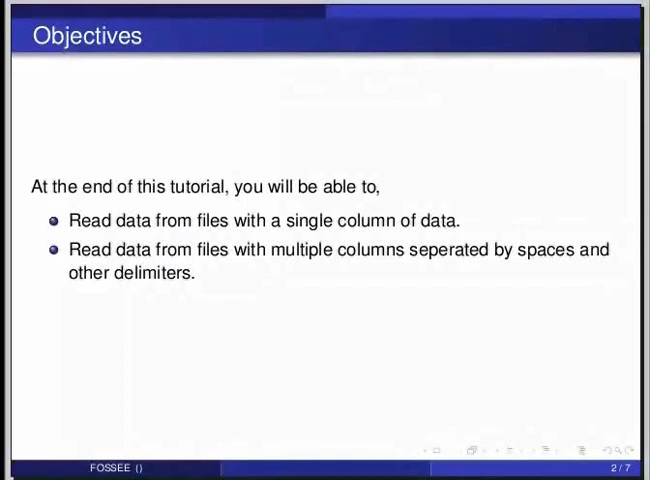 Objectives
At the end of this tutorial, you will be able to,
Read data from files with a single column of data.
Read data from files with multiple columns seperated by spaces and
other delimiters.
FOSSEE ()
2 / 7